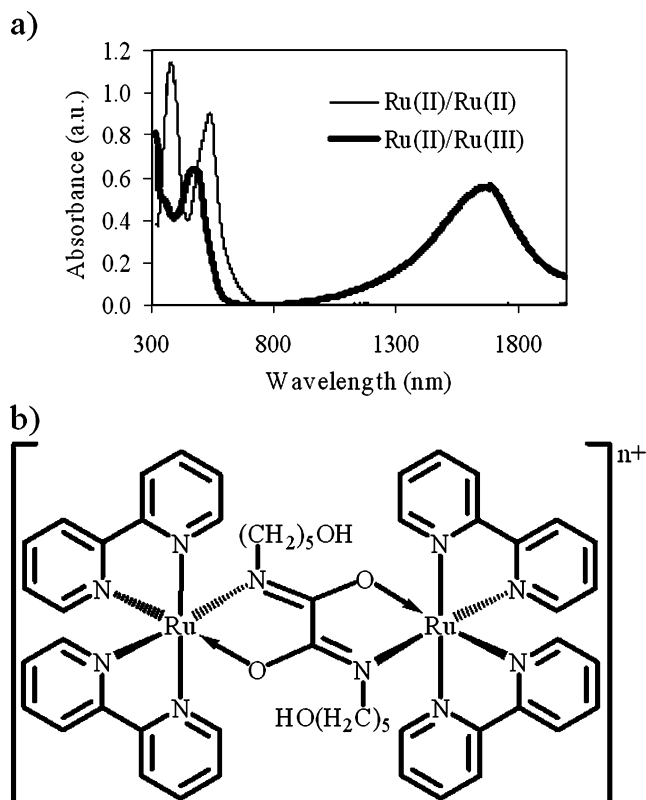 a)
1.2
1.0
0.8
0.6
0.4
0.2
0.0
Absorbance (a.u.)
Ru(II)/Ru(II)
Ru(II)/Ru(III)
300 800 1300 1800
Wavelength (nm)
b)
n+
(CH₂)₅OH
N N N O N N
Ru Ru
N N O N N N
HO(H₂C)₅